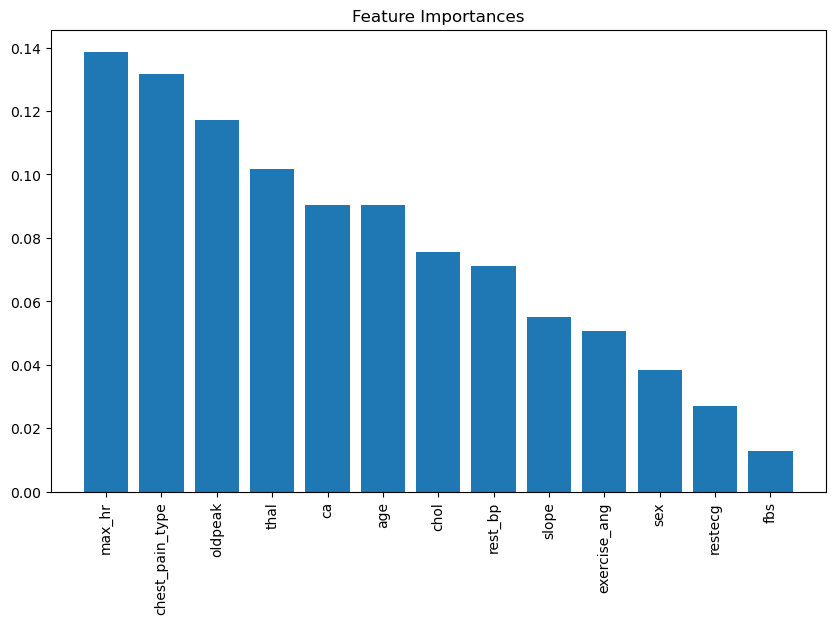 Feature Importances
0.14
0.12
0.10
0.08
0.06
0.04
0.02
0.00
max_hr
chest_pain_type
oldpeak
thal
ca
age
chol
rest_bp
slope
exercise_ang
sex
restecg
fbs